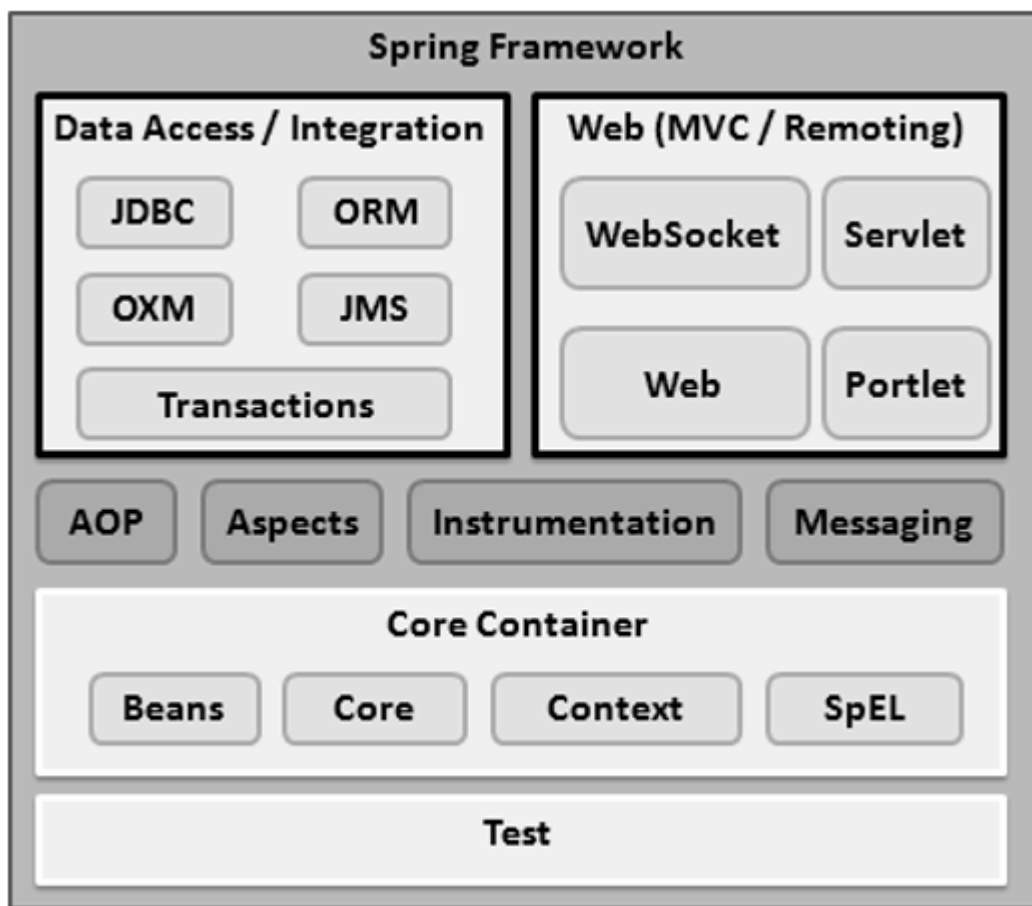 Spring Framework
Data Access / Integration
JDBC
ORM
OXM
JMS
Transactions
Web (MVC / Remoting)
WebSocket
Servlet
Web
Portlet
AOP
Aspects
Instrumentation
Messaging
Core Container
Beans
Core
Context
SpEL
Test